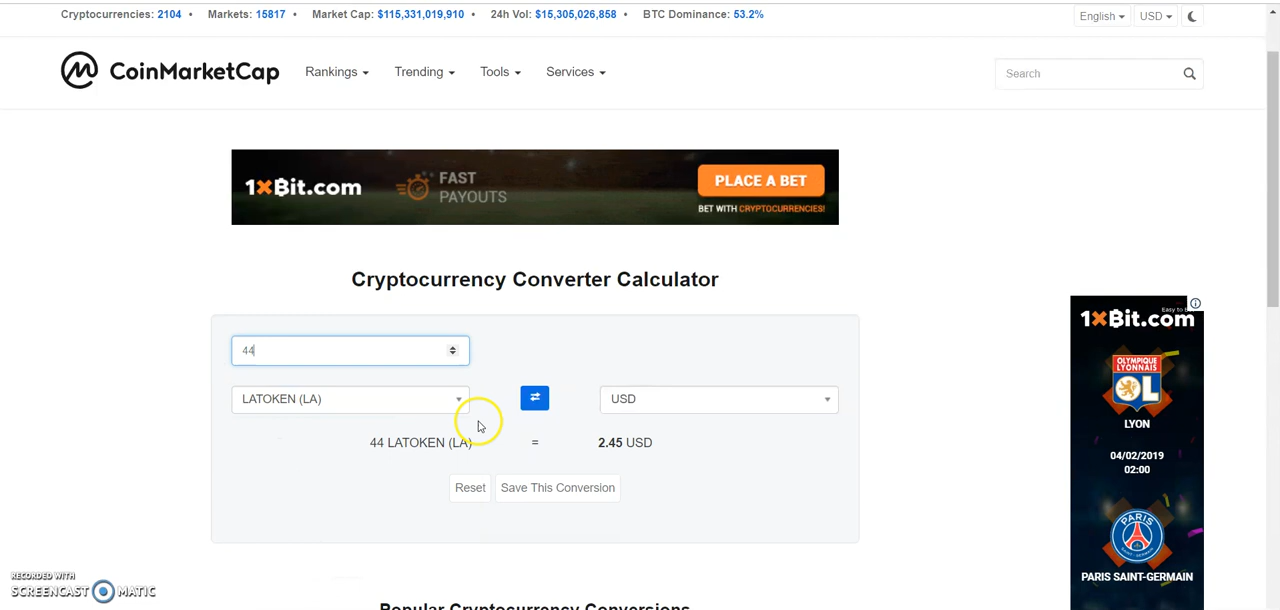 Cryptocurrencies: 2104 • Markets: 15817 • Market Cap: $115,331,019,910 • 24h Vol: $15,305,026,858 • BTC Dominance: 53.2%
English USD
CoinMarketCap Rankings Trending Tools Services Search
1xBit.com FAST PAYOUTS PLACE A BET
BET WITH CRYPTOCURRENCIES!
Cryptocurrency Converter Calculator
Easy to
1xBit.com
44
OLYMPIQUE LYONNAIS
OL
LATOKEN (LA) USD
LYON
44 LATOKEN (LA) = 2.45 USD
04/02/2019
02:00
Reset Save This Conversion
PARIS
PARIS SAINT-GERMAIN
RECORDED WITH
SCREENCAST MATIC
Popular Cryptocurrency Conversions